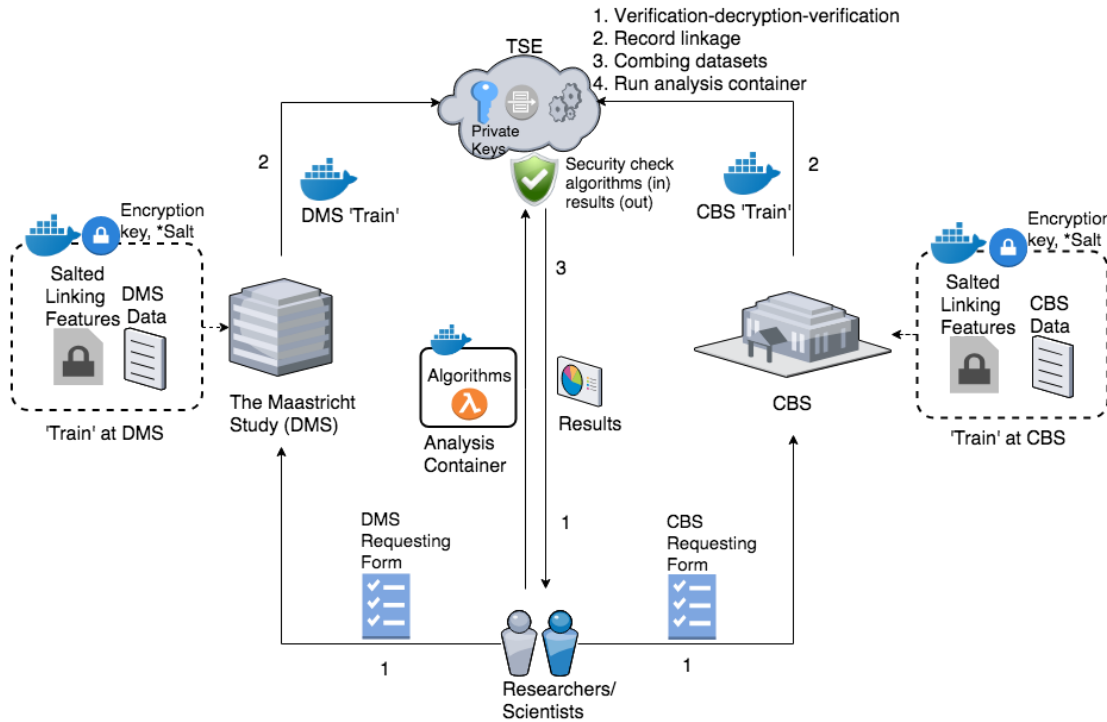 1. Verification-decryption-verification
2. Record linkage
3. Combing datasets
4. Run analysis container
TSE
Private
Keys
Security check
algorithms (in)
results (out)
2
DMS 'Train'
2
CBS 'Train'
Encryption
key, *Salt
Salted
Linking
Features
DMS
Data
'Train' at DMS
The Maastricht
Study (DMS)
3
Algorithms
λ
Analysis
Container
Results
CBS
Encryption
key, *Salt
Salted
Linking
Features
CBS
Data
'Train' at CBS
DMS
Requesting
Form
1
CBS
Requesting
Form
1
1
Researchers/
Scientists